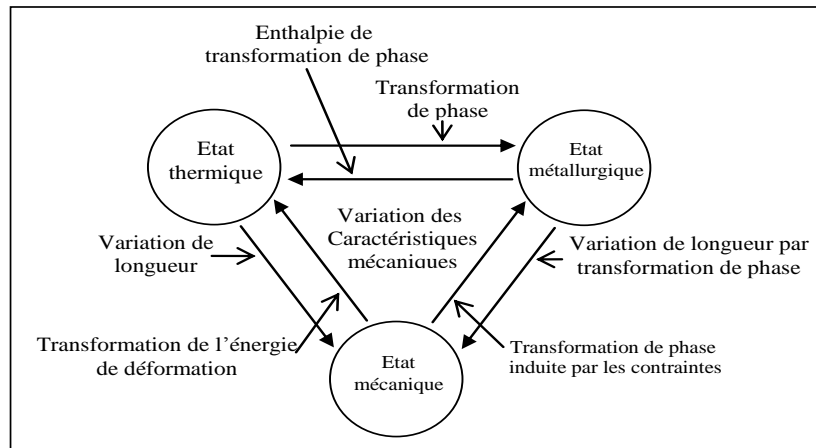 Enthalpie de
transformation de phase
Transformation
de phase
Etat
thermique
Etat
métallurgique
Variation des
Caractéristiques
mécaniques
Variation de
longueur
Variation de longueur par
transformation de phase
Transformation de l’énergie
de déformation
Etat
mécanique
Transformation de phase
induite par les contraintes